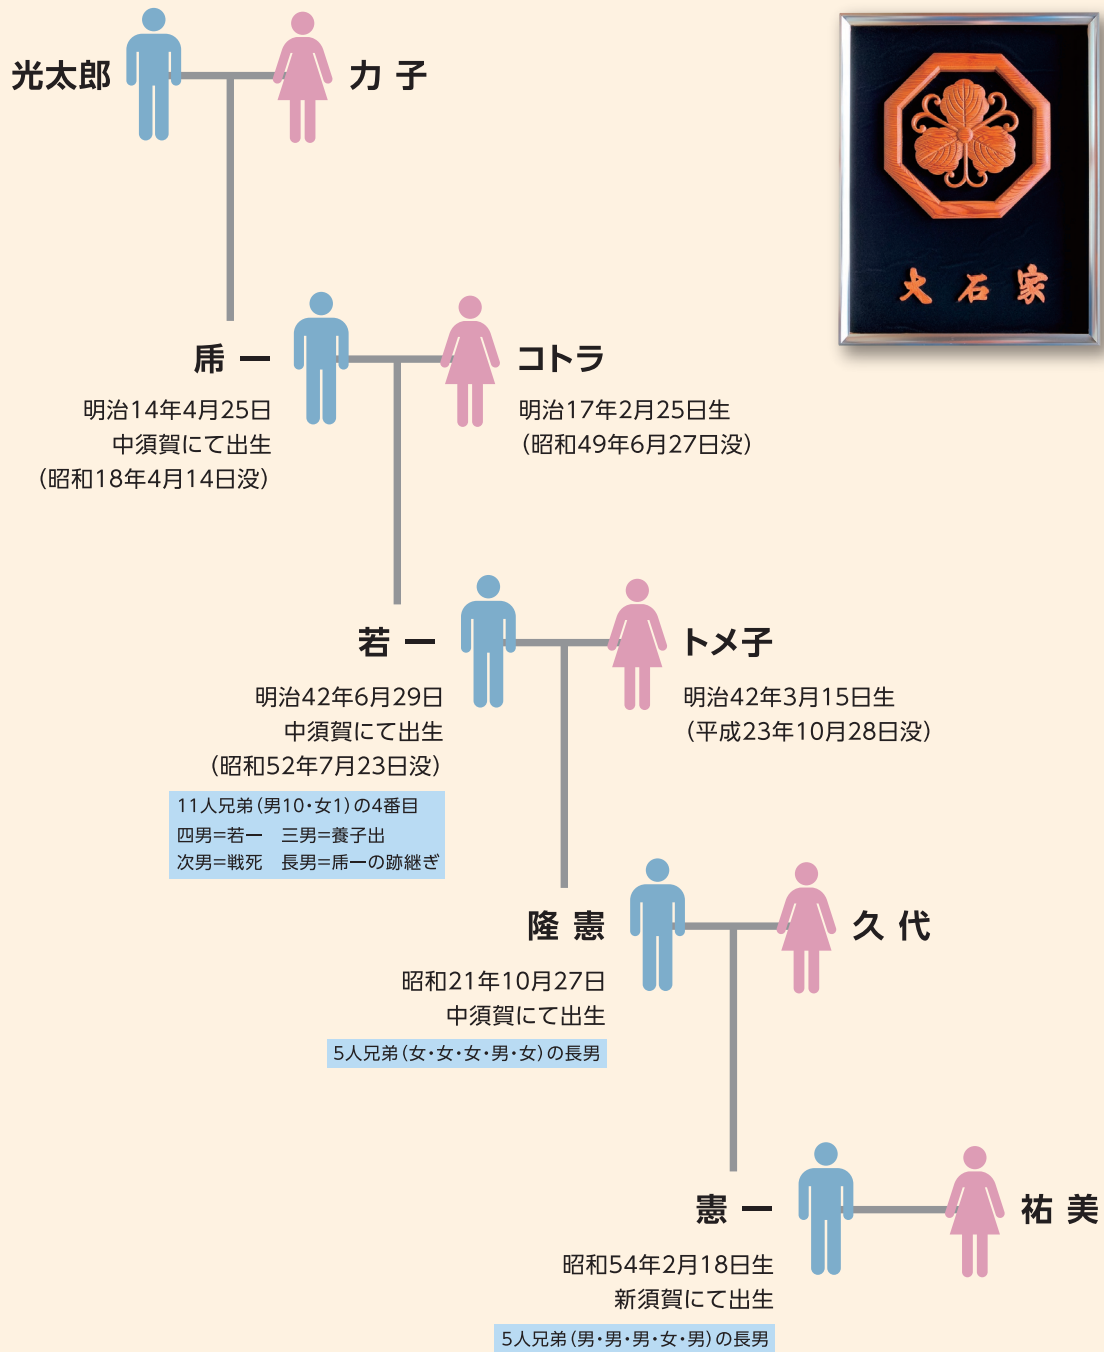 光太郎
力子
大石家
乕一
コトラ
明治14年4月25日
中須賀にて出生
（昭和18年4月14日没）
明治17年2月25日生
（昭和49年6月27日没）
若一
トメ子
明治42年6月29日
中須賀にて出生
（昭和52年7月23日没）
明治42年3月15日生
（平成23年10月28日没）
11人兄弟（男10・女1）の4番目
四男=若一　三男=養子出
次男=戦死　長男=乕一の跡継ぎ
隆憲
久代
昭和21年10月27日
中須賀にて出生
5人兄弟（女・女・女・男・女）の長男
憲一
祐美
昭和54年2月18日生
新須賀にて出生
5人兄弟（男・男・男・女・男）の長男